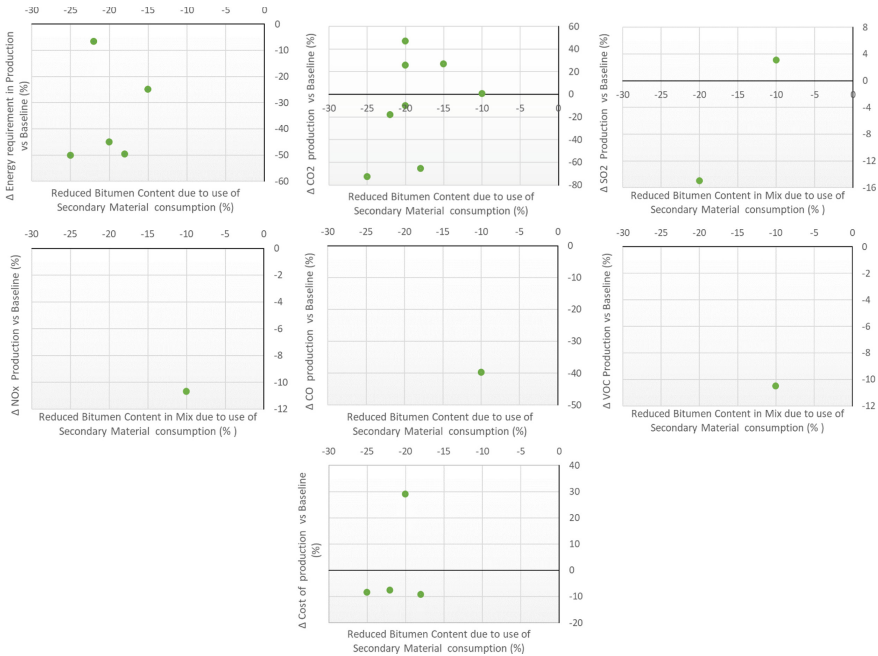 -30 -25 -20 -15 -10 -5 0
0
-10
-20
-30
-40
-50
-60
Δ Energy requirement in Production
vs Baseline (%)
Reduced Bitumen Content due to use of
Secondary Material consumption (%)
60
40
20
0
-20
-40
-60
-80
-30 -25 -20 -15 -10 -5 0
Δ CO2 production vs Baseline (%)
Reduced Bitumen Content due to use of
Secondary Material consumption (%)
8
4
0
-4
-8
-12
-16
-30 -25 -20 -15 -10 -5 0
Δ SO2 Production vs Baseline (%)
Reduced Bitumen Content in Mix due to use of
Secondary Material consumption (% )
-30 -25 -20 -15 -10 -5 0
0
-2
-4
-6
-8
-10
-12
Δ NOx Production vs Baseline (%)
Reduced Bitumen Content in Mix due to use of
Secondary Material consumption (% )
-30 -25 -20 -15 -10 -5 0
0
-10
-20
-30
-40
-50
Δ CO production vs Baseline (%)
Reduced Bitumen Content due to use of
Secondary Material consumption (%)
-30 -25 -20 -15 -10 -5 0
0
-2
-4
-6
-8
-10
-12
Δ VOC Production vs Baseline (%)
Reduced Bitumen Content in Mix due to use of
Secondary Material consumption (% )
-30 -25 -20 -15 -10 -5 0
40
30
20
10
0
-10
-20
Δ Cost of production vs Baseline
(%)
Reduced Bitumen Content due to use of
Secondary Material consumption (%)